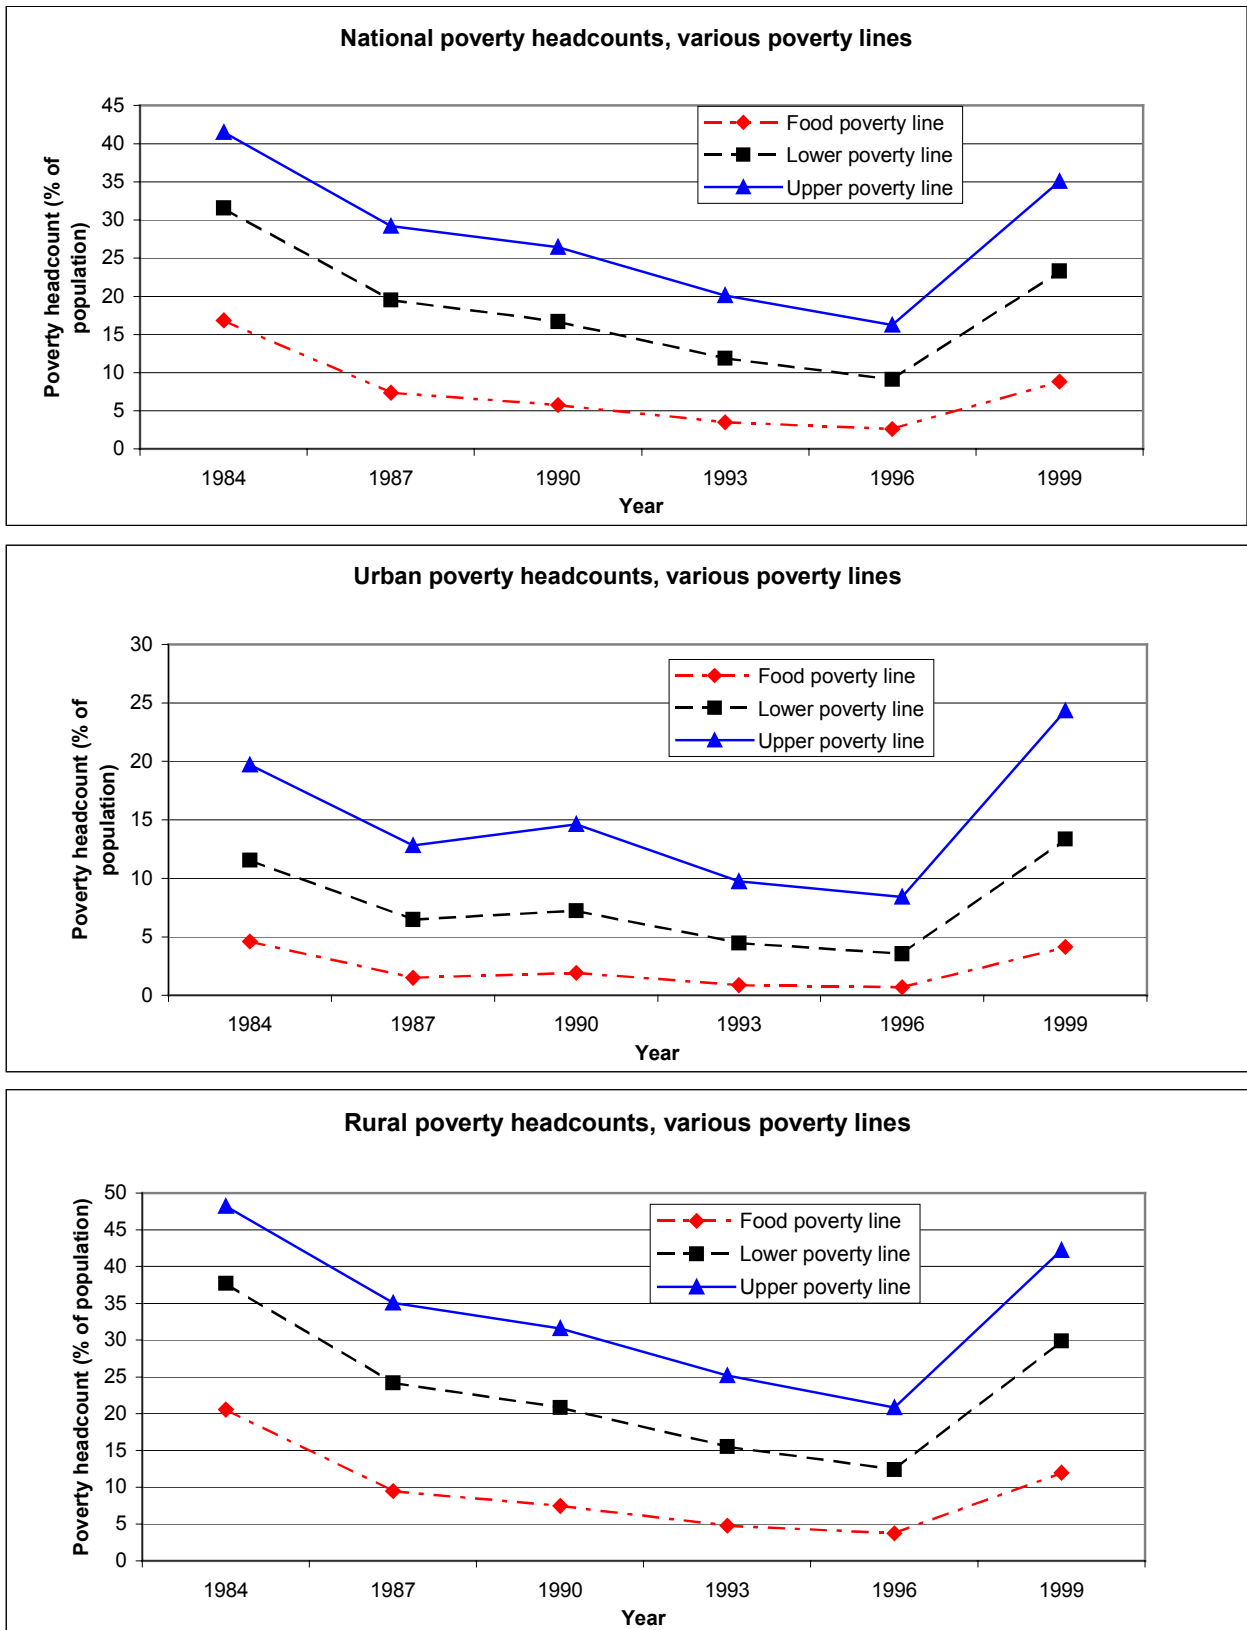 National poverty headcounts, various poverty lines
Poverty headcount (% of
population)
45
40
35
30
25
20
15
10
5
0
Food poverty line
Lower poverty line
Upper poverty line
1984 1987 1990 1993 1996 1999
Year
Urban poverty headcounts, various poverty lines
Poverty headcount (% of
population)
30
25
20
15
10
5
0
Food poverty line
Lower poverty line
Upper poverty line
1984 1987 1990 1993 1996 1999
Year
Rural poverty headcounts, various poverty lines
Poverty headcount (% of population)
50
45
40
35
30
25
20
15
10
5
0
Food poverty line
Lower poverty line
Upper poverty line
1984 1987 1990 1993 1996 1999
Year